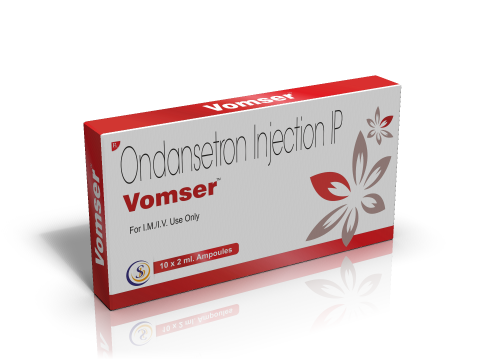 Vomser
Ondansetron Injection IP
Vomser™
For I.M./I.V. Use Only
S
10 x 2 ml. Ampoules
Vomser